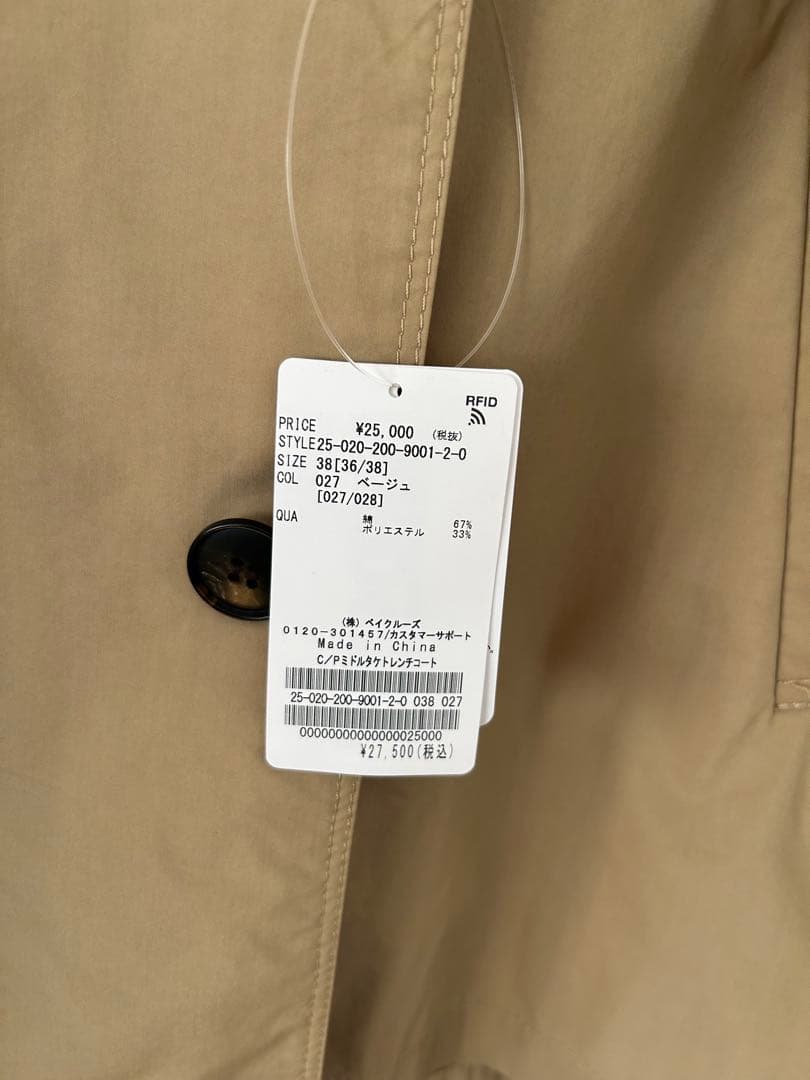 RFID
PRICE ¥25,000 (税抜)
STYLE25-020-200-9001-2-0
SIZE 38[36/38]
COL 027 ベージュ
[027/028]
QUA 綿 67%
ポリエステル 33%
(株) ベイクルーズ
0120-301457/カスタマーサポート
Made in China
C/Pミドルタケトレンチコート
25-020-200-9001-2-0 038 027
00000000000000025000
¥27,500(税込)